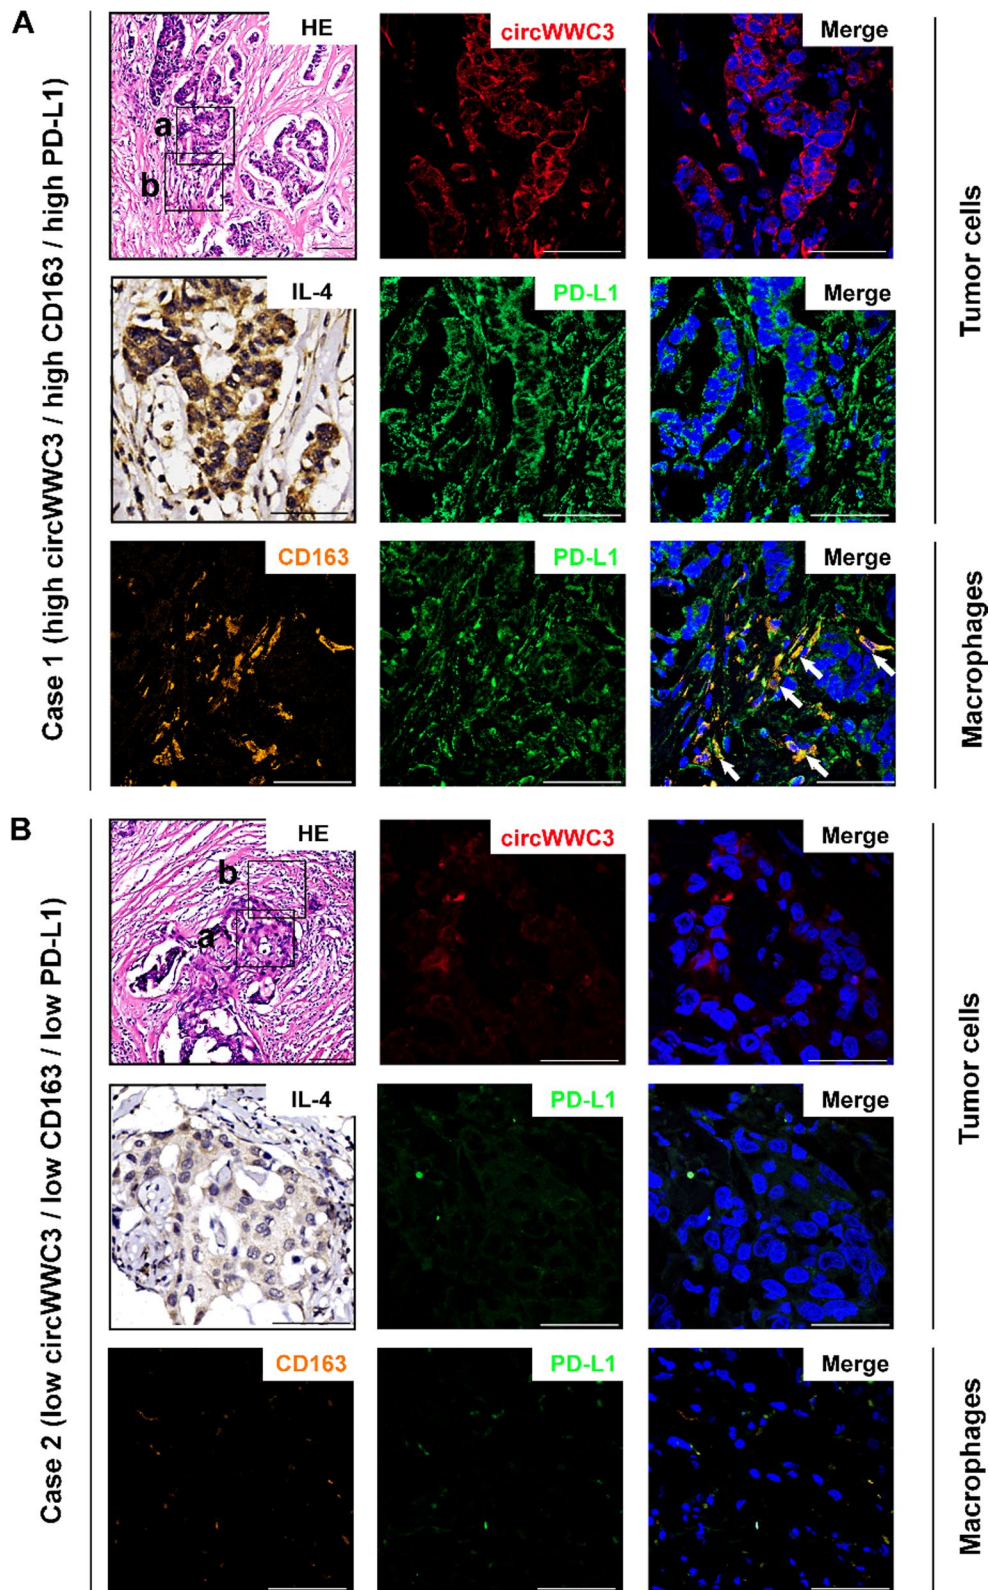 A
Case 1 (high circWWC3 / high CD163 / high PD-L1)
HE
a
b
circWWC3
Merge
Tumor cells
IL-4
PD-L1
Merge
CD163
PD-L1
Merge
Macrophages
B
Case 2 (low circWWC3 / low CD163 / low PD-L1)
HE
b
a
circWWC3
Merge
Tumor cells
IL-4
PD-L1
Merge
CD163
PD-L1
Merge
Macrophages